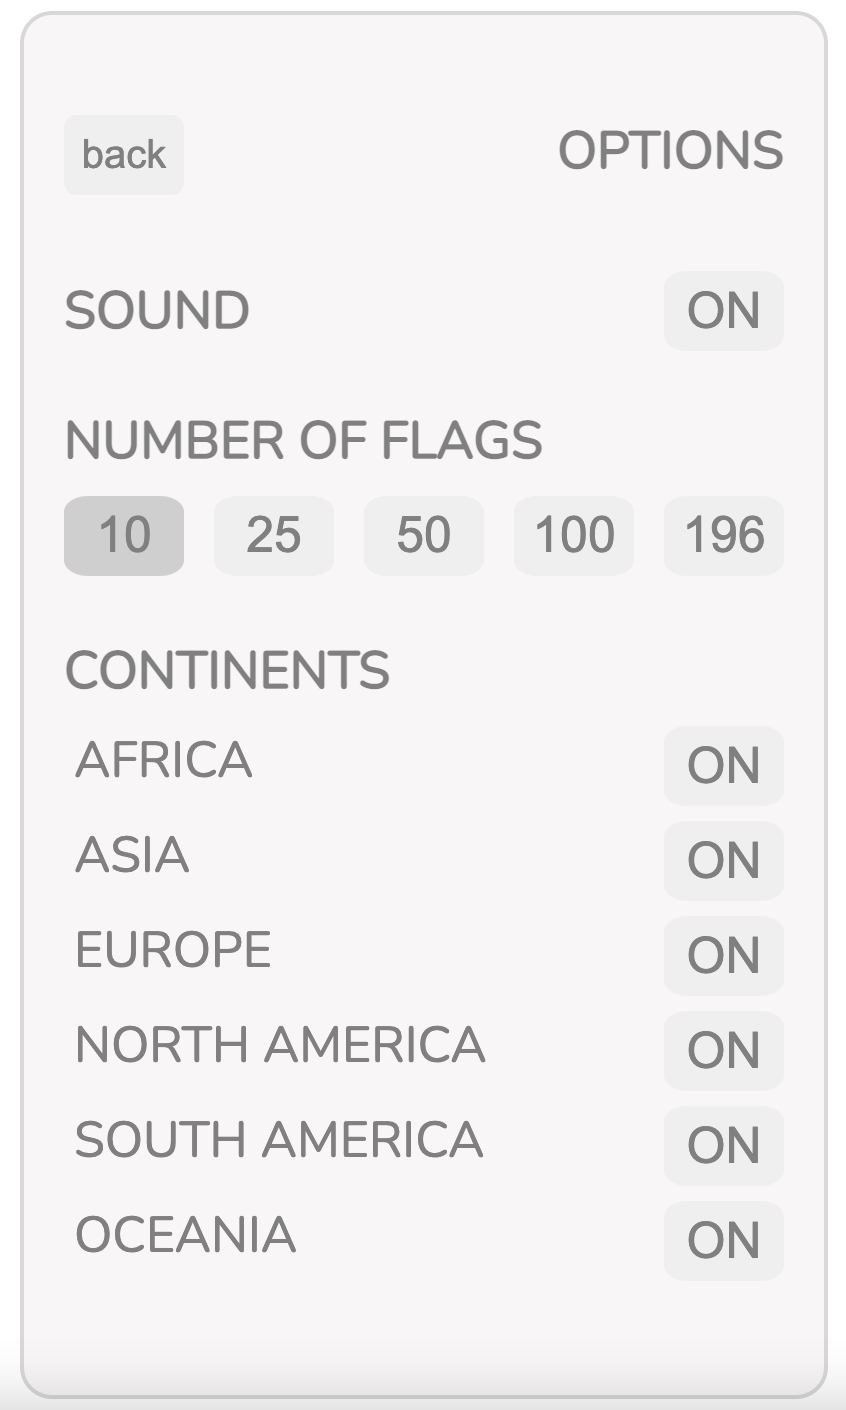 back OPTIONS
SOUND ON
NUMBER OF FLAGS
10 25 50 100 196
CONTINENTS
AFRICA ON
ASIA ON
EUROPE ON
NORTH AMERICA ON
SOUTH AMERICA ON
OCEANIA ON